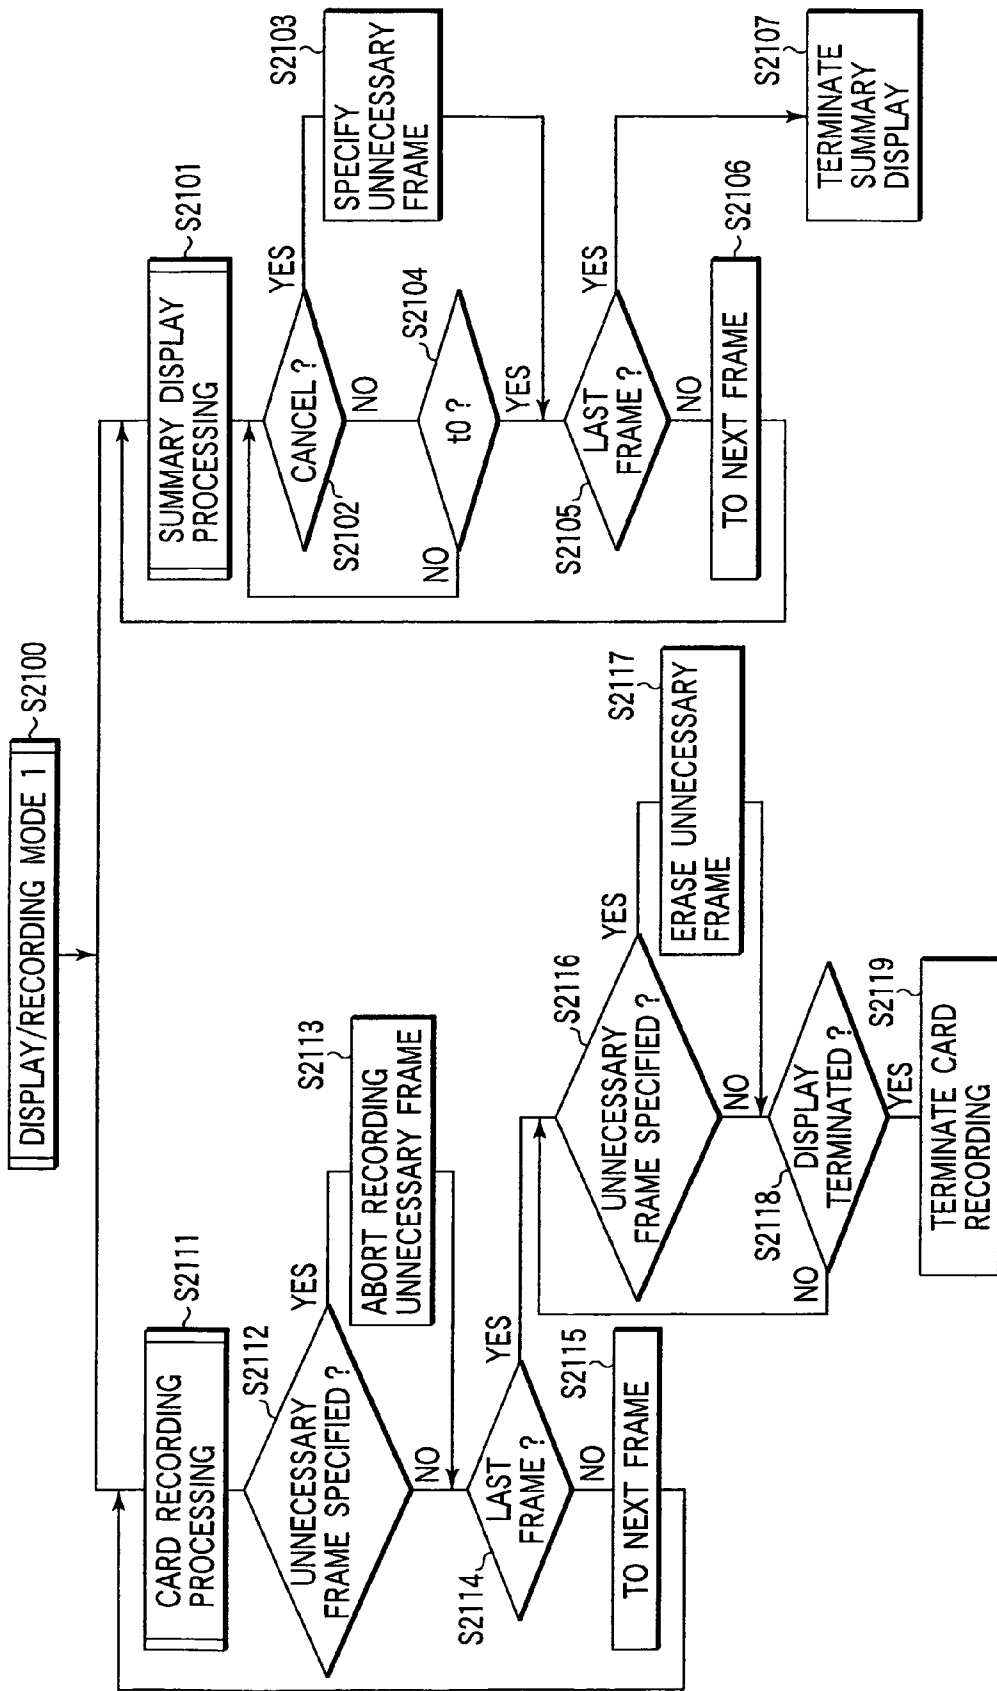 DISPLAY/RECORDING MODE 1
S2100
CARD RECORDING
PROCESSING
S2111
UNNECESSARY
FRAME SPECIFIED ?
S2112
YES
NO
ABORT RECORDING
UNNECESSARY FRAME
S2113
LAST
FRAME ?
S2114
YES
NO
TO NEXT FRAME
S2115
UNNECESSARY
FRAME SPECIFIED ?
S2116
YES
NO
ERASE UNNECESSARY
FRAME
S2117
DISPLAY
TERMINATED ?
S2118
NO
YES
TERMINATE CARD
RECORDING
S2119
SUMMARY DISPLAY
PROCESSING
S2101
CANCEL ?
S2102
YES
NO
SPECIFY
UNNECESSARY
FRAME
S2103
t0 ?
S2104
NO
YES
LAST
FRAME ?
S2105
YES
NO
TO NEXT FRAME
S2106
TERMINATE
SUMMARY
DISPLAY
S2107